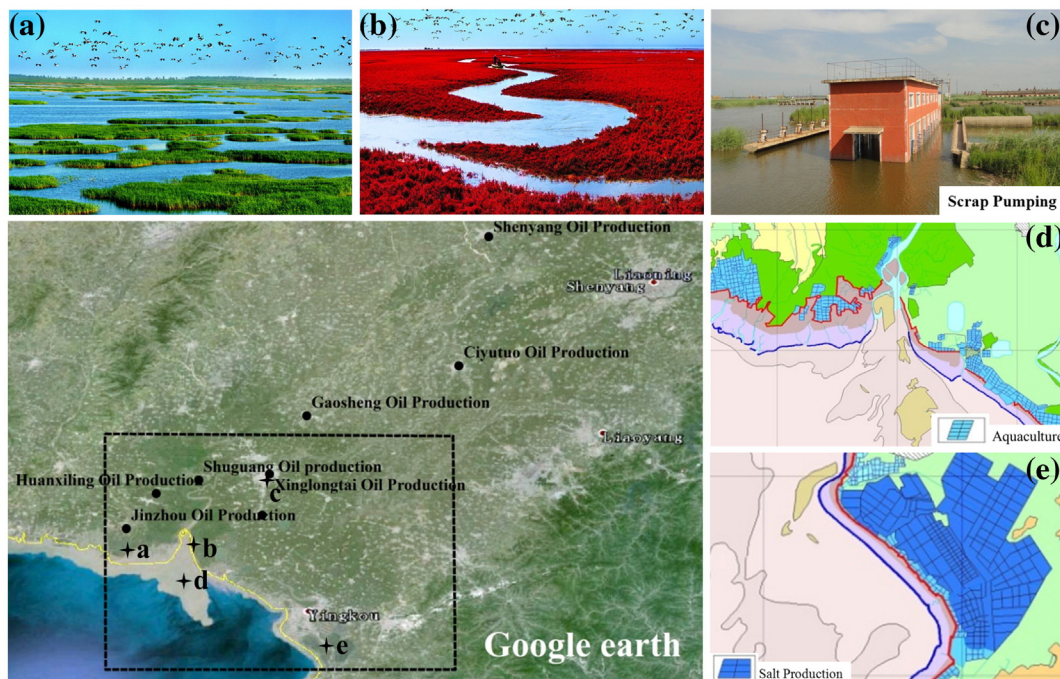 (a)
(b)
(c)
Scrap Pumping
Shenyang Oil Production
Liaoning
Shenyang
Ciyutuo Oil Production
Gaosheng Oil Production
Liaoyang
Shuguang Oil production
Huanxiling Oil Production
Xinglongtai Oil Production
c
Jinzhou Oil Production
a
b
d
Yingkou
e
Google earth
(d)
Aquaculture
(e)
Salt Production